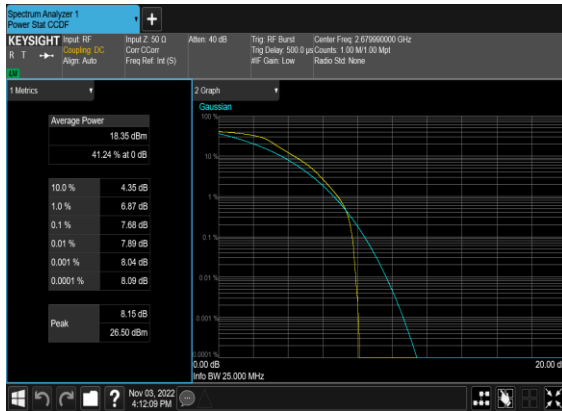 Spectrum Analyzer 1
Power Stat CCDF
+
KEYSIGHT
R T
LXI
Input: RF
Coupling: DC
Align: Auto
Input Z: 50 Ω
Corr CCorr
Freq Ref: Int (S)
Atten: 40 dB
Trig: RF Burst
Trig Delay: 500.0 µs
#IF Gain: Low
Center Freq: 2.679990000 GHz
Counts: 1.00 M/1.00 Mpt
Radio Std: None
1 Metrics
Average Power
18.35 dBm
41.24 % at 0 dB
10.0 % 4.35 dB
1.0 % 6.87 dB
0.1 % 7.68 dB
0.01 % 7.89 dB
0.001 % 8.04 dB
0.0001 % 8.09 dB
Peak
8.15 dB
26.50 dBm
2 Graph
Gaussian
100 %
10 %
1 %
0.1 %
0.01 %
0.001 %
0.0001 %
0.00 dB
20.00 d
Info BW 25.000 MHz
?
Nov 03, 2022
4:12:09 PM